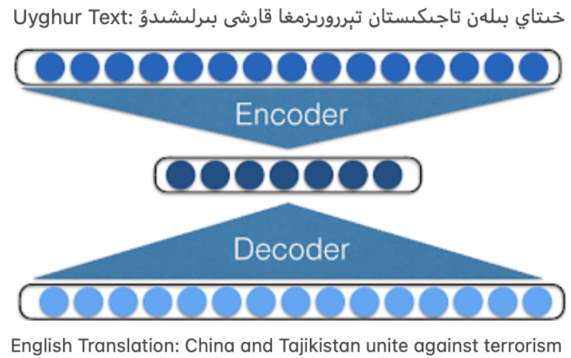 Uyghur Text: خىتاي بىلەن تاجىكىستان تېررورىزمغا قارشى بىرلىشىدۇ
Encoder
Decoder
English Translation: China and Tajikistan unite against terrorism